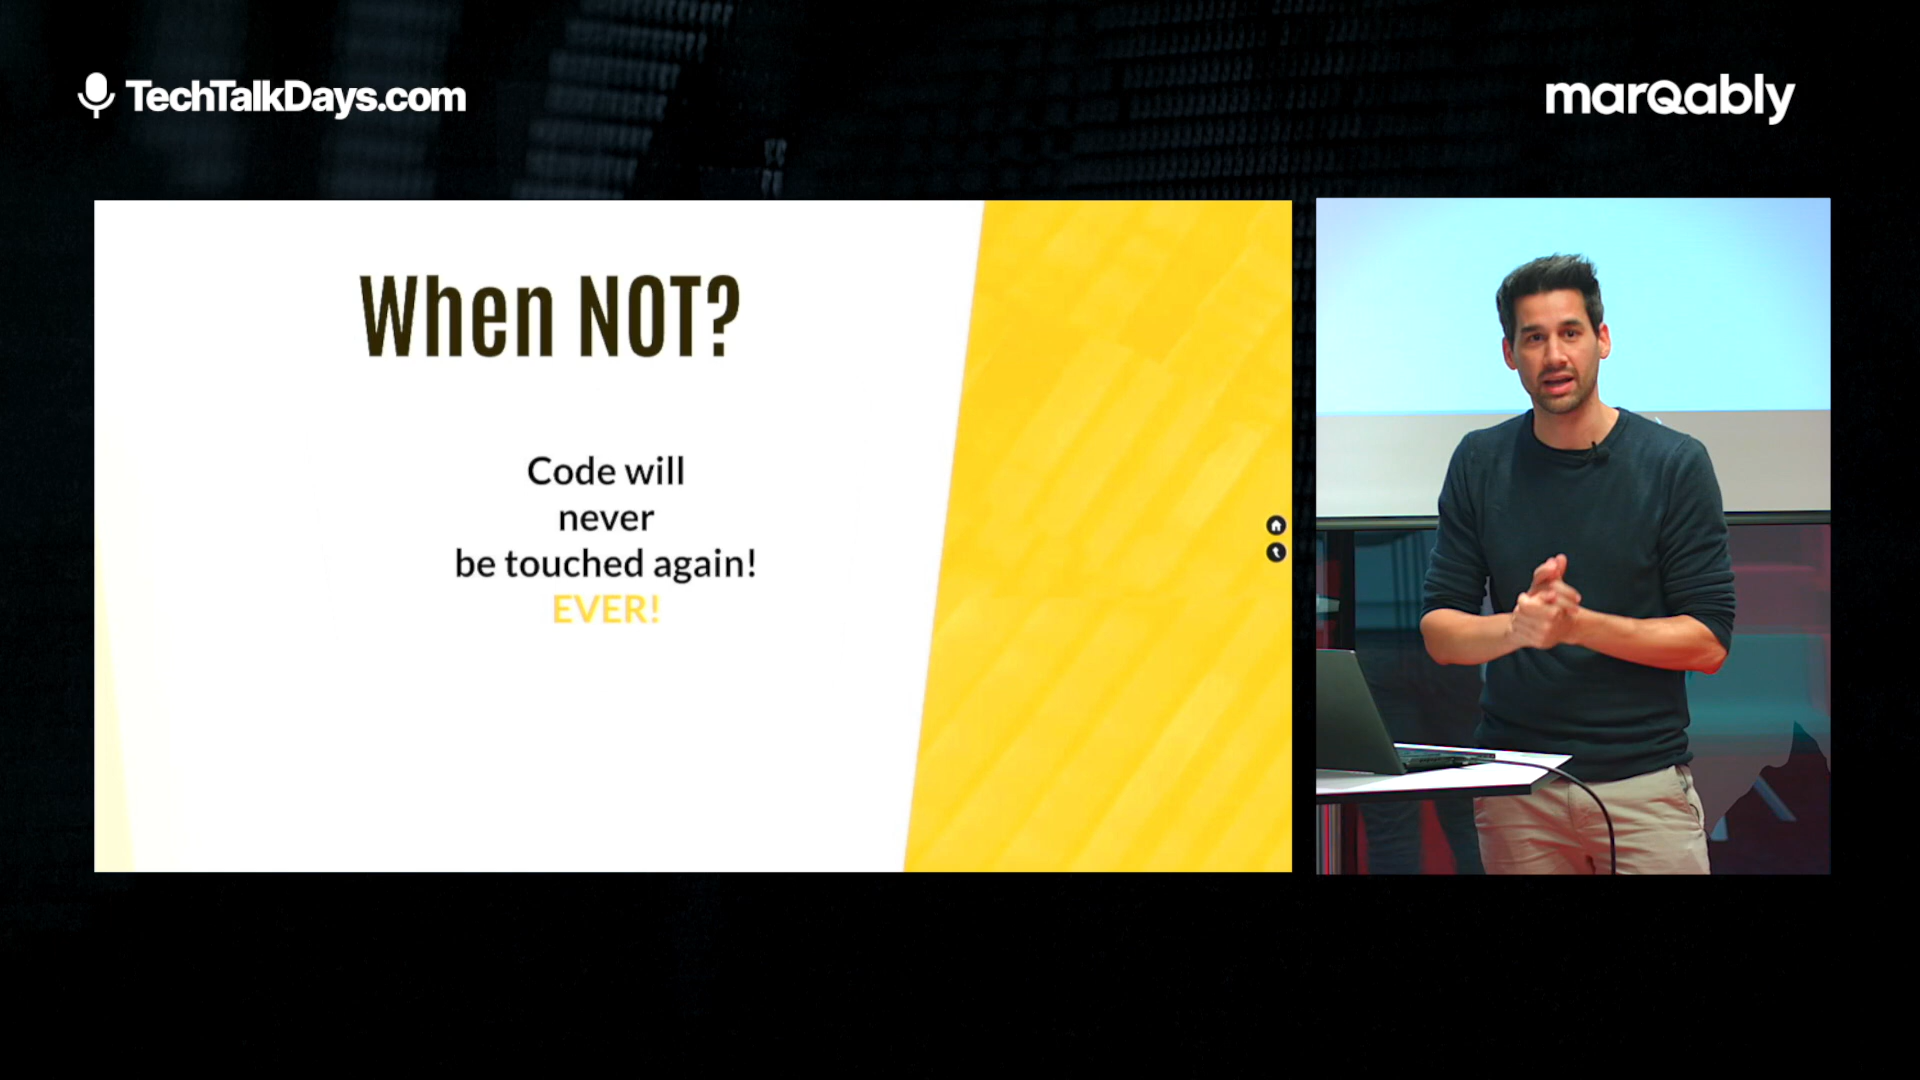 TechTalkDays.com
marQably
When NOT?
Code will
never
be touched again!
EVER!